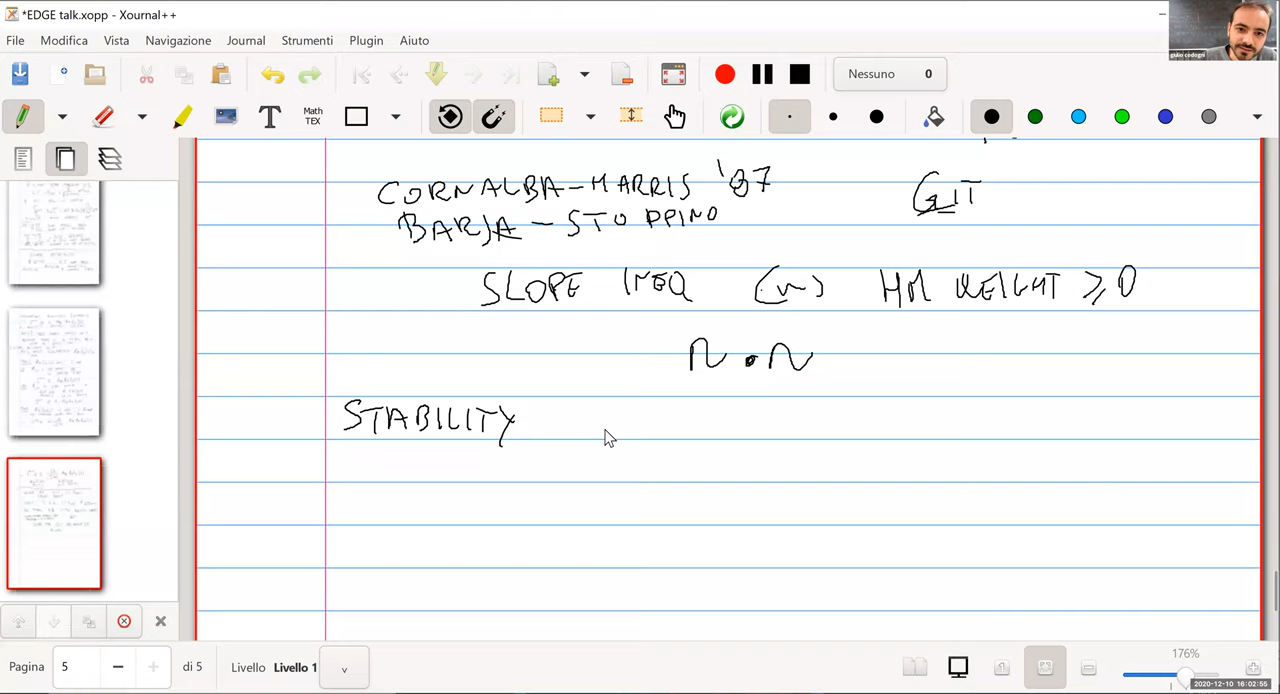 *EDGE talk.xopp - Xournal++
giulio codogni
File Modifica Vista Navigazione Journal Strumenti Plugin Aiuto
Nessuno 0
T Math TEX
CORNALBA-HARRIS '87 GIT
BARJA - STOPPINO
SLOPE INEQ (n) HM WEIGHT ≥ 0
STABILITY
Pagina 5 di 5 Livello Livello 1 176%
2020-12-10 16:02:55